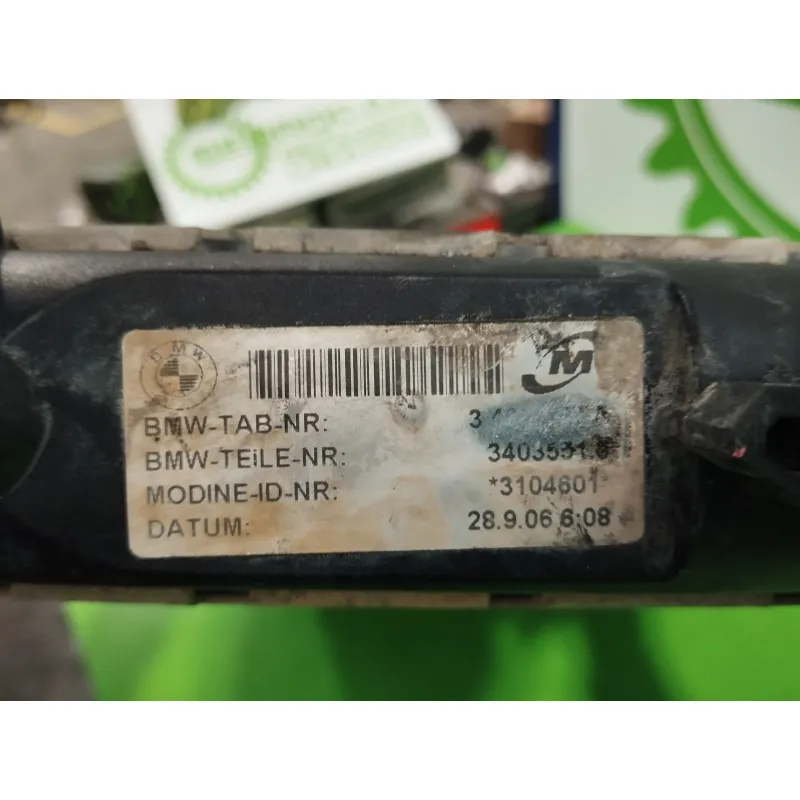 BMW
M
BMW-TAB-NR:
BMW-TEiLE-NR:
MODINE-ID-NR: *3104601*
DATUM: 28.9.06 6:08